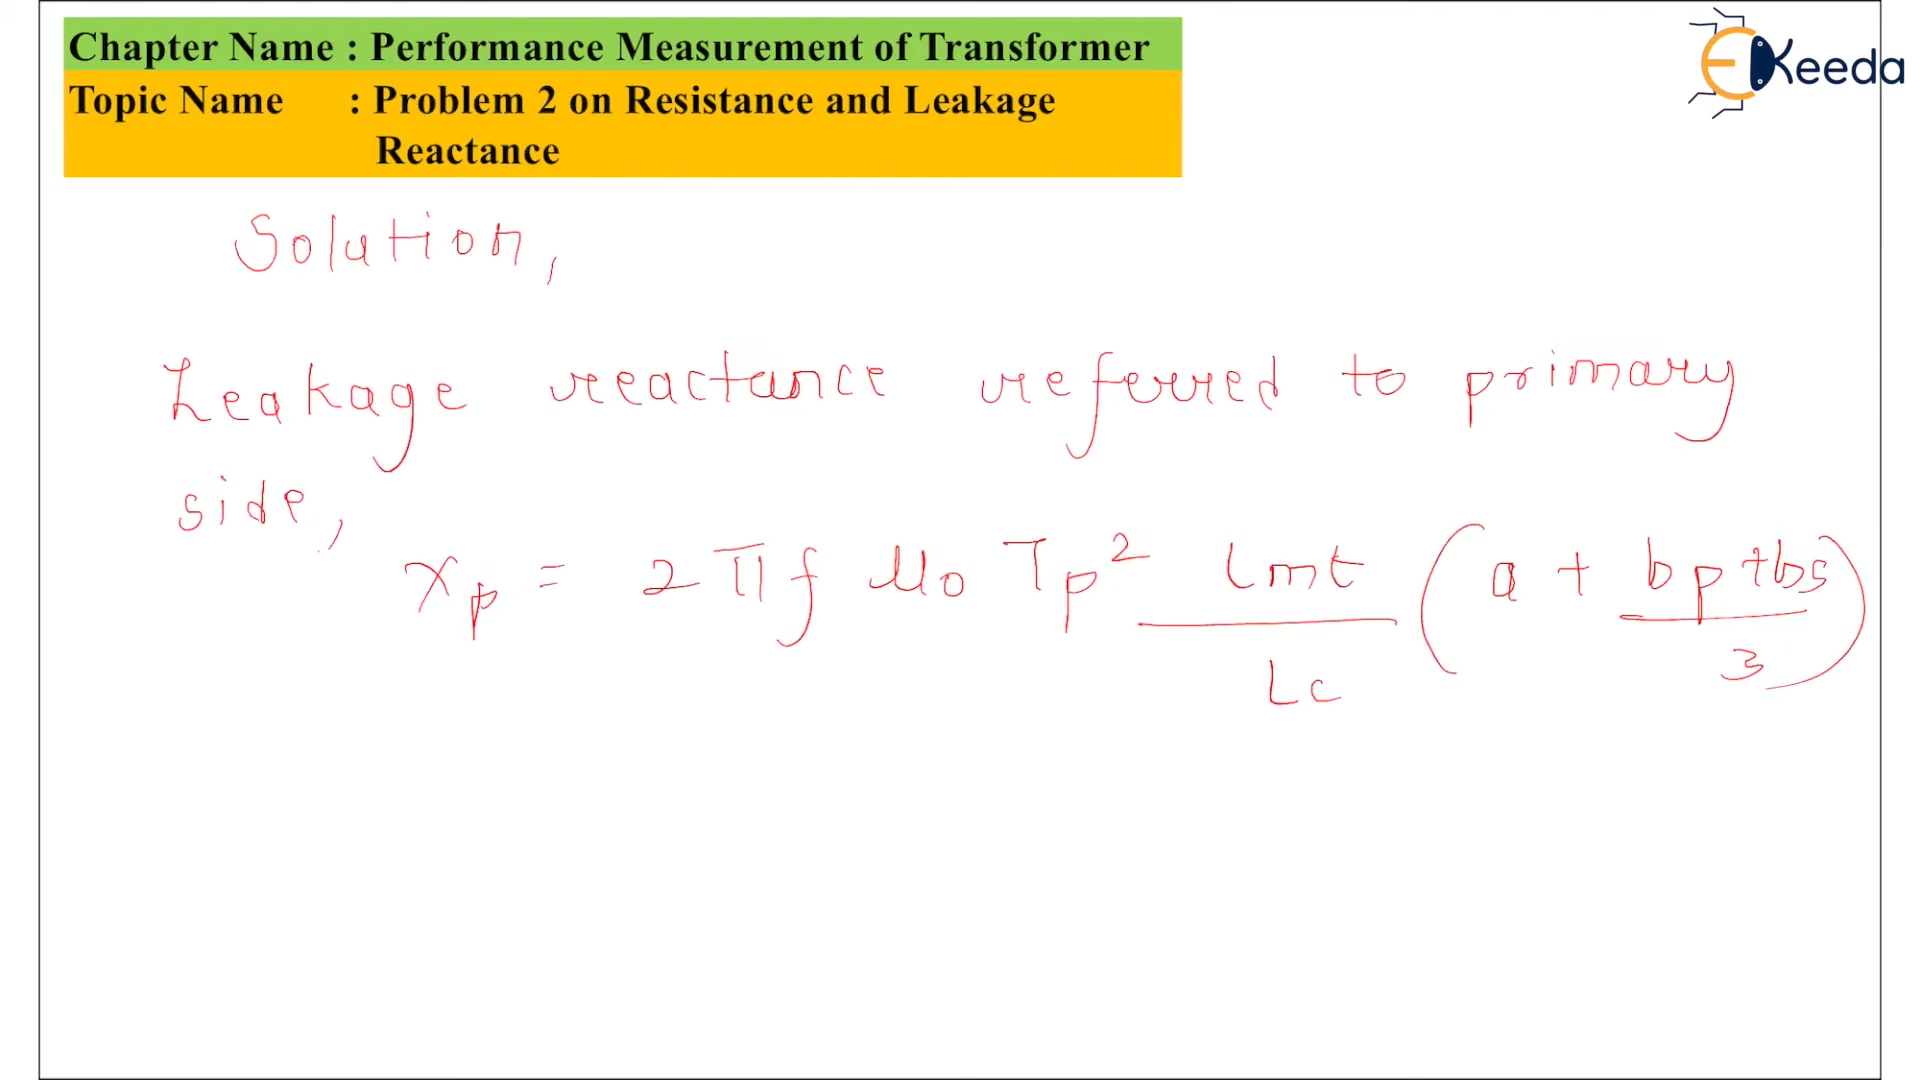 Chapter Name : Performance Measurement of Transformer
Topic Name : Problem 2 on Resistance and Leakage
Reactance
EKeeda
Solution,
Leakage reactance referred to primary
side,
Xp = 2πf μ0 Tp² Lmt/Lc (a + bp+bs/3)